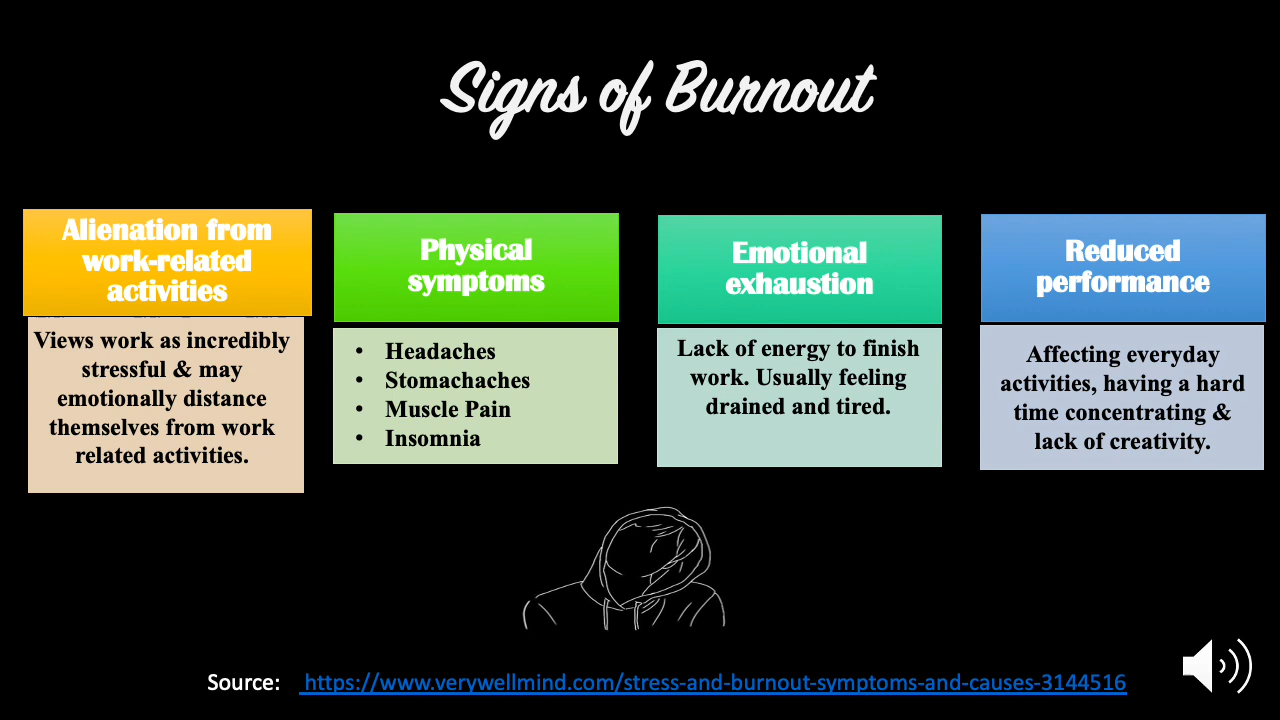 Signs of Burnout
Alienation from
work-related
activities
Views work as incredibly
stressful & may
emotionally distance
themselves from work
related activities.
Physical
symptoms
• Headaches
• Stomachaches
• Muscle Pain
• Insomnia
Emotional
exhaustion
Lack of energy to finish
work. Usually feeling
drained and tired.
Reduced
performance
Affecting everyday
activities, having a hard
time concentrating &
lack of creativity.
Source: https://www.verywellmind.com/stress-and-burnout-symptoms-and-causes-3144516